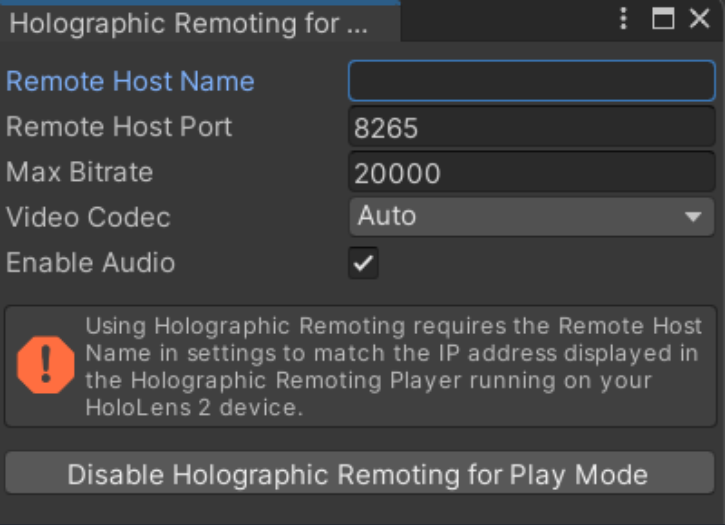 Holographic Remoting for ...
Remote Host Name
Remote Host Port 8265
Max Bitrate 20000
Video Codec Auto
Enable Audio
Using Holographic Remoting requires the Remote Host
Name in settings to match the IP address displayed in
the Holographic Remoting Player running on your
HoloLens 2 device.
Disable Holographic Remoting for Play Mode